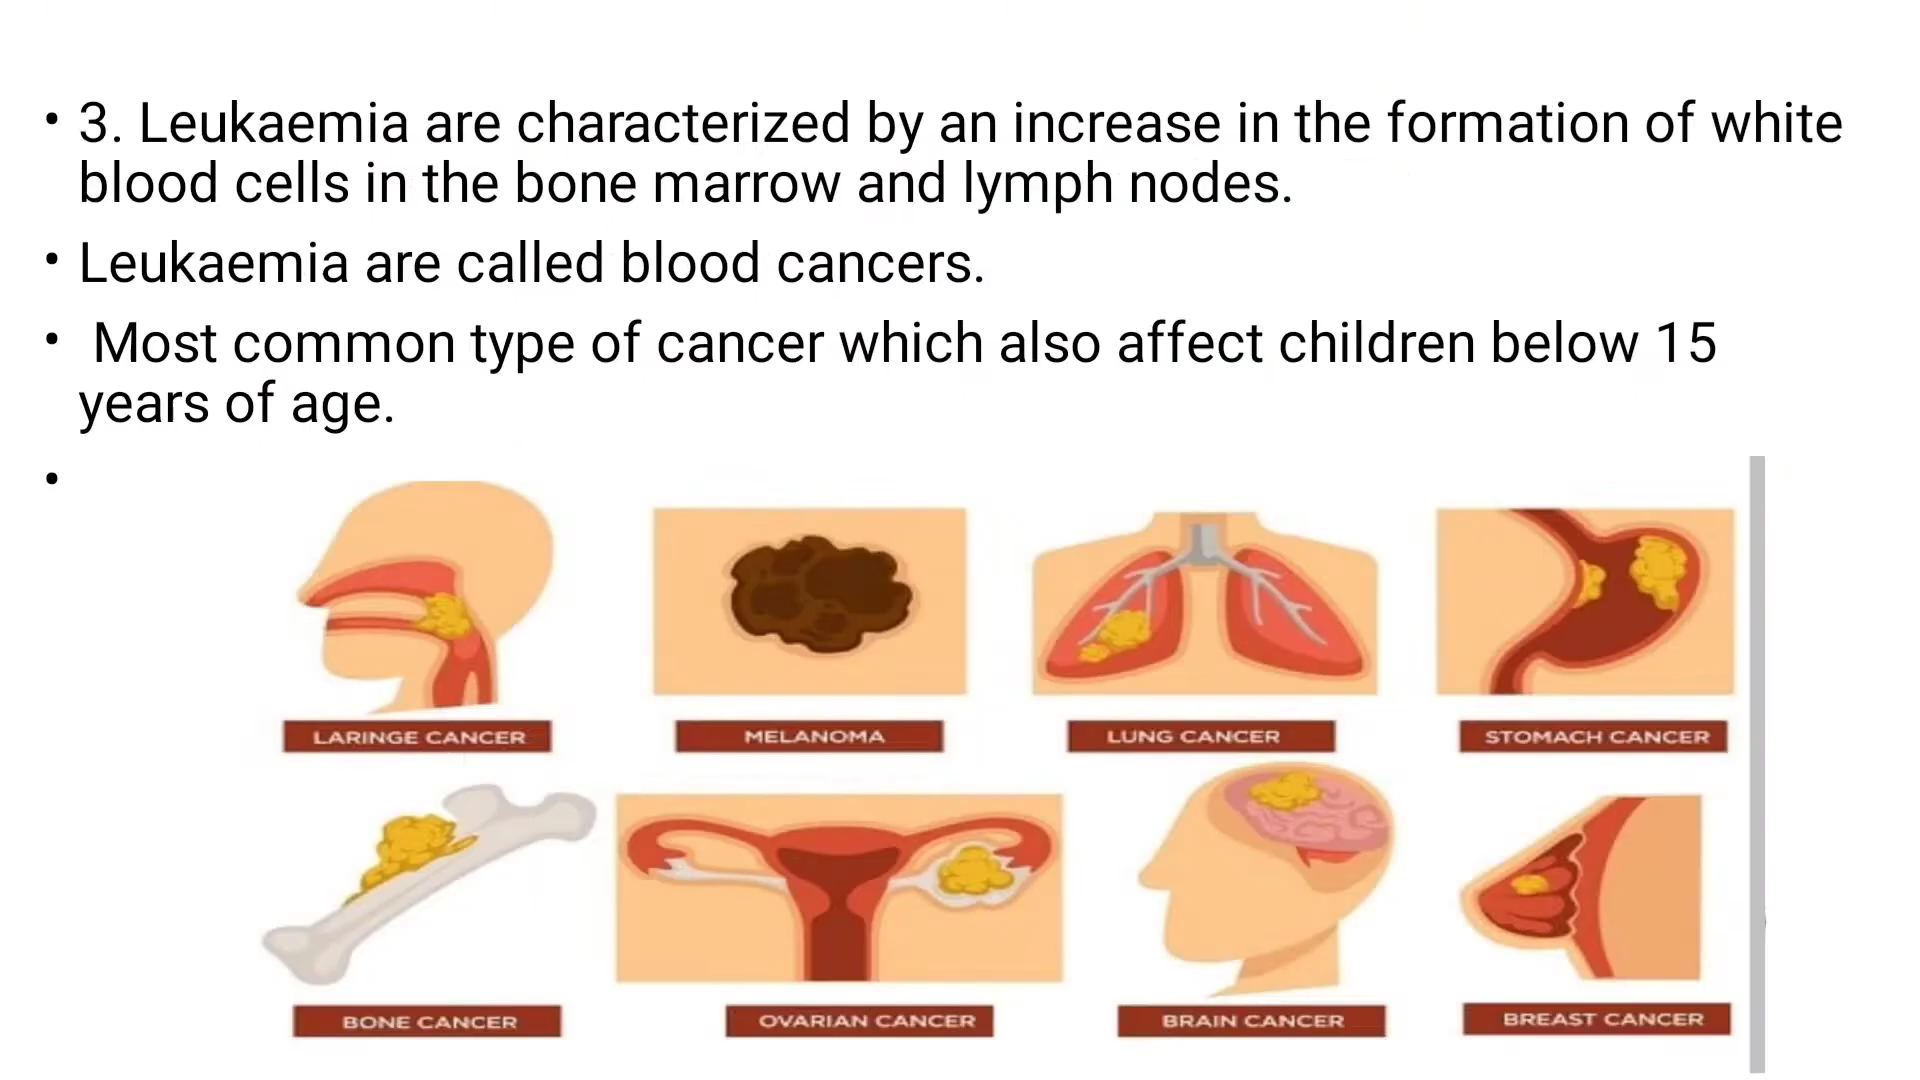 • 3. Leukaemia are characterized by an increase in the formation of white
blood cells in the bone marrow and lymph nodes.
• Leukaemia are called blood cancers.
• Most common type of cancer which also affect children below 15
years of age.
•
LARINGE CANCER
MELANOMA
LUNG CANCER
STOMACH CANCER
BONE CANCER
OVARIAN CANCER
BRAIN CANCER
BREAST CANCER